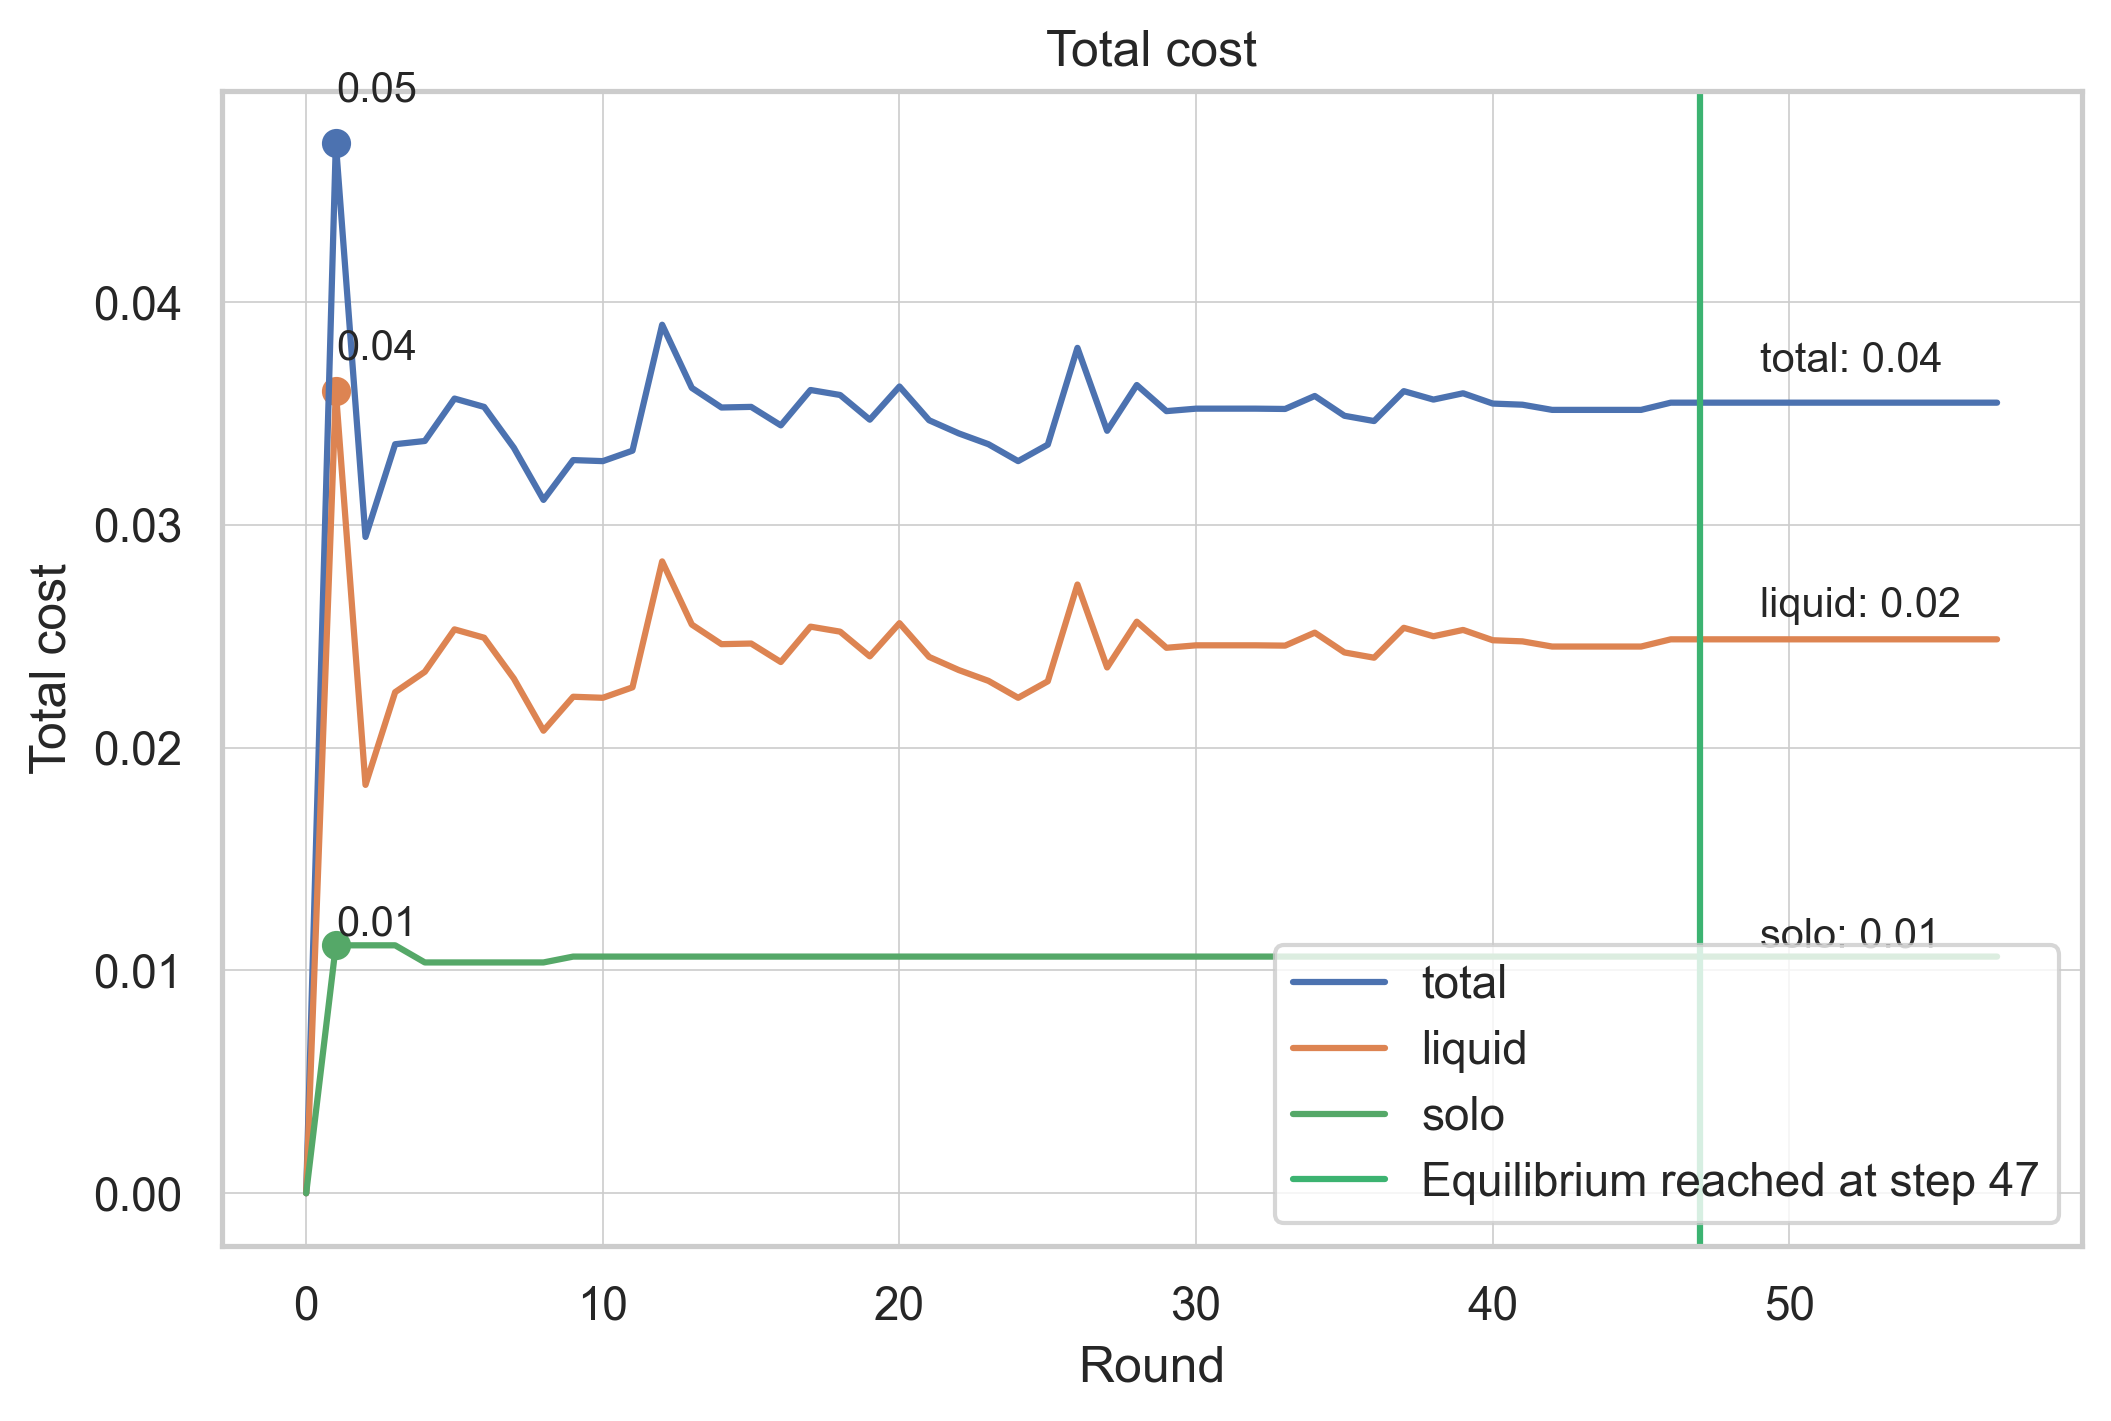 Total cost
0.05
0.04
0.04
total: 0.04
0.03
liquid: 0.02
Total cost
0.02
0.01
solo: 0.01
0.01
total
liquid
solo
Equilibrium reached at step 47
0.00
0
10
20
30
40
50
Round